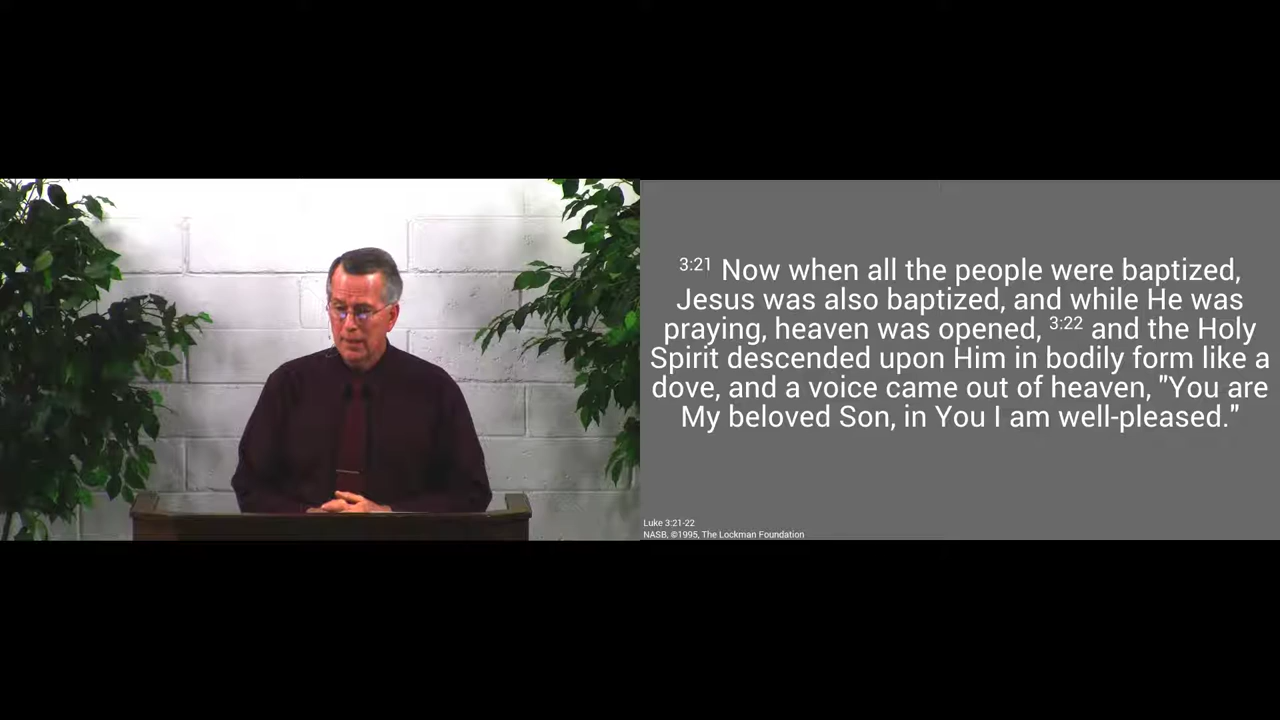 3:21 Now when all the people were baptized,
Jesus was also baptized, and while He was
praying, heaven was opened, 3:22 and the Holy
Spirit descended upon Him in bodily form like a
dove, and a voice came out of heaven, "You are
My beloved Son, in You I am well-pleased."
Luke 3:21-22
NASB, ©1995, The Lockman Foundation